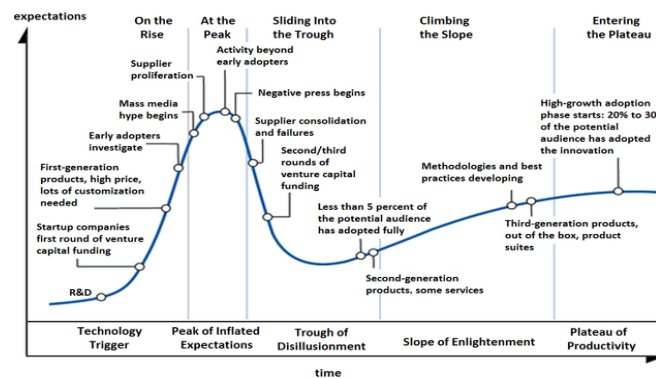 expectations
On the
Rise
At the
Peak
Sliding Into
the Trough
Climbing
the Slope
Entering
the Plateau
Activity beyond
early adopters
Supplier
proliferation
Negative press begins
Mass media
hype begins
Supplier consolidation
and failures
Early adopters
investigate
Second/third
rounds of
venture capital
funding
First-generation
products, high price,
lots of customization
needed
Startup companies
first round of venture
capital funding
R&D
Less than 5 percent of
the potential audience
has adopted fully
Second-generation
products, some services
Methodologies and best
practices developing
Third-generation products,
out of the box, product
suites
High-growth adoption
phase starts: 20% to 30
of the potential
audience has adopted
the innovation
Technology
Trigger
Peak of Inflated
Expectations
Trough of
Disillusionment
Slope of Enlightenment
Plateau of
Productivity
time